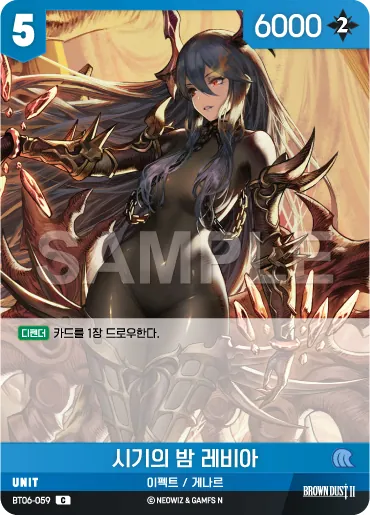 5
6000 2
SAMPLE
디펜더 카드를 1장 드로우한다.
시기의 밤 레비아
UNIT
이펙트 / 게나르
BT06-059 C
ⓒ NEOWIZ & GAMFS N
BROWN DUST II